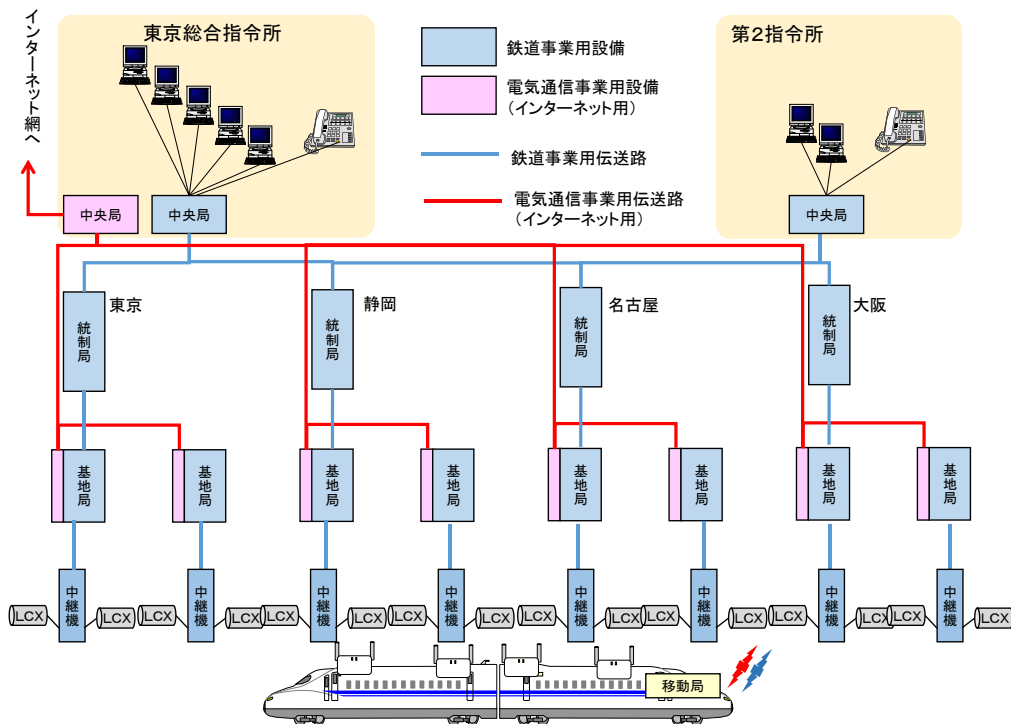 インターネット網へ
東京総合指令所
鉄道事業用設備
電気通信事業用設備
(インターネット用)
鉄道事業用伝送路
電気通信事業用伝送路
(インターネット用)
第2指令所
中央局
中央局
中央局
東京
静岡
名古屋
大阪
統制局
統制局
統制局
統制局
基地局
基地局
基地局
基地局
基地局
基地局
基地局
基地局
LCX
中継機
LCX
LCX
中継機
LCX
LCX
中継機
LCX
LCX
中継機
LCX
LCX
中継機
LCX
LCX
中継機
LCX
LCX
中継機
LCX
LCX
中継機
LCX
移動局